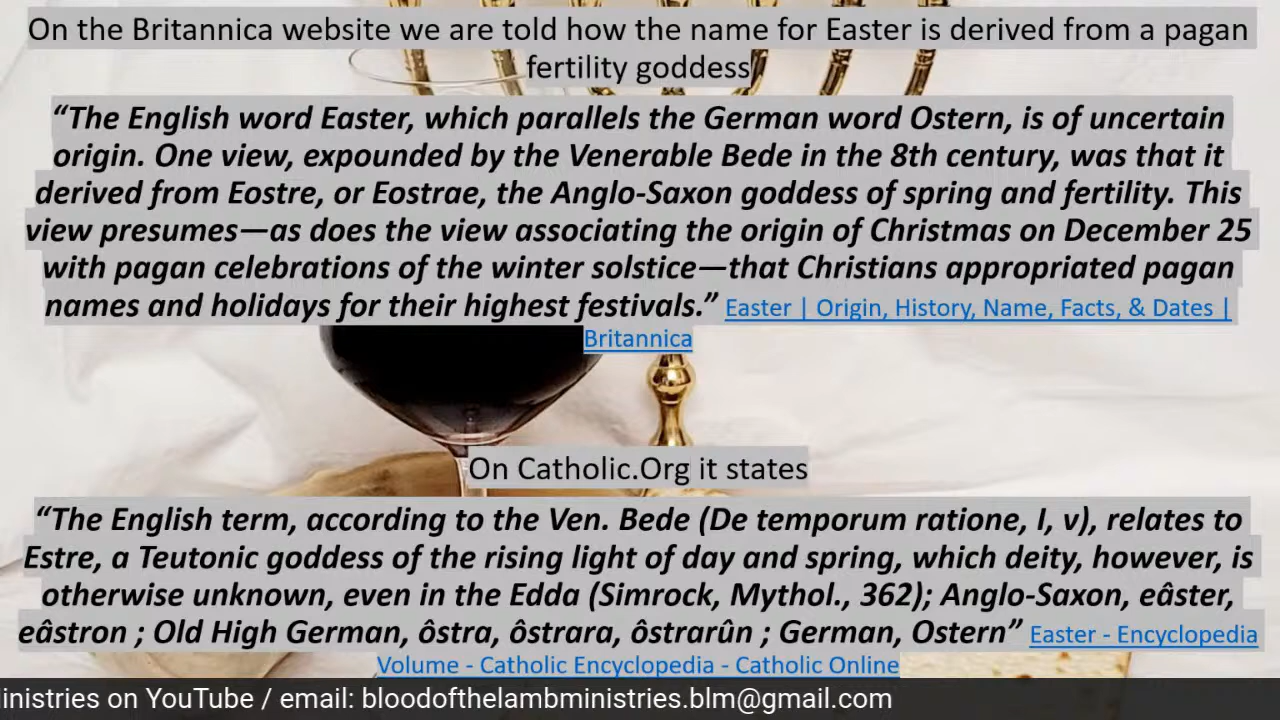 On the Britannica website we are told how the name for Easter is derived from a pagan
fertility goddess
“The English word Easter, which parallels the German word Ostern, is of uncertain
origin. One view, expounded by the Venerable Bede in the 8th century, was that it
derived from Eostre, or Eostrae, the Anglo-Saxon goddess of spring and fertility. This
view presumes—as does the view associating the origin of Christmas on December 25
with pagan celebrations of the winter solstice—that Christians appropriated pagan
names and holidays for their highest festivals.” Easter | Origin, History, Name, Facts, & Dates |
Britannica
On Catholic.Org it states
“The English term, according to the Ven. Bede (De temporum ratione, I, v), relates to
Estre, a Teutonic goddess of the rising light of day and spring, which deity, however, is
otherwise unknown, even in the Edda (Simrock, Mythol., 362); Anglo-Saxon, eâster,
eâstron ; Old High German, ôstra, ôstrara, ôstrarûn ; German, Ostern” Easter - Encyclopedia
Volume - Catholic Encyclopedia - Catholic Online
inistries on YouTube / email: bloodofthelambministries.blm@gmail.com